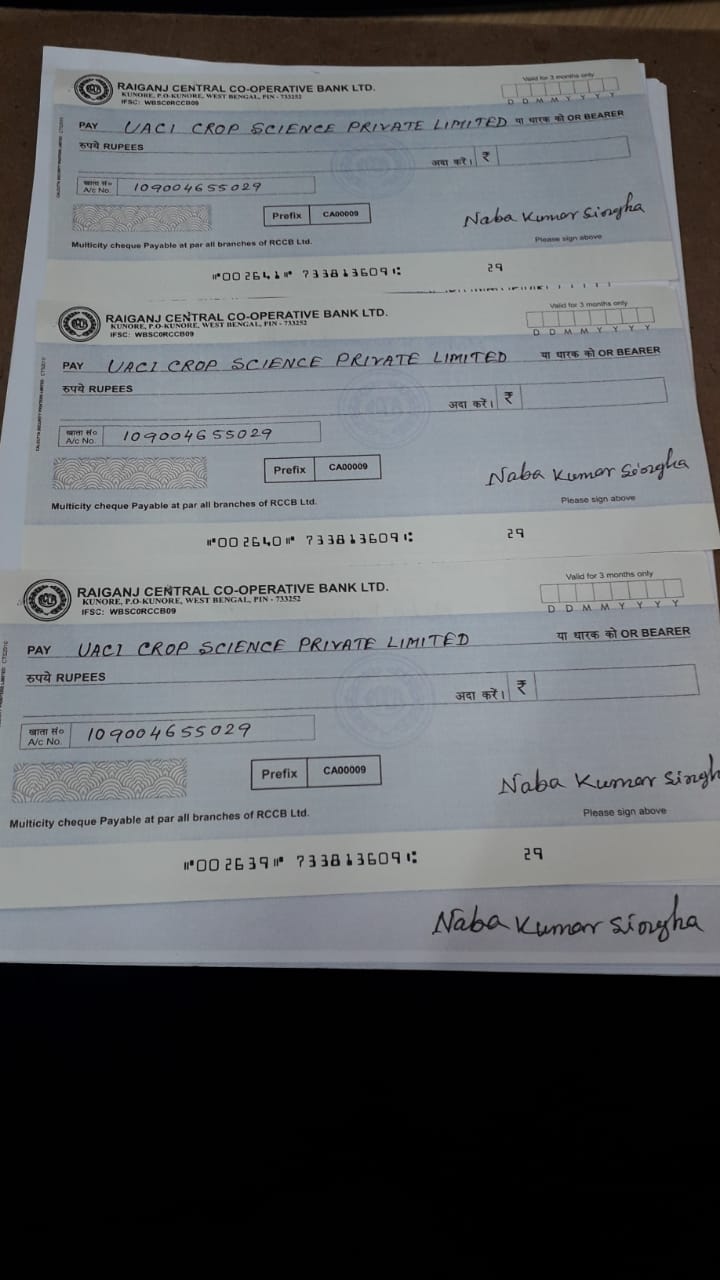 RAIGANJ CENTRAL CO-OPERATIVE BANK LTD.
KUNORE, P.O-KUNORE, WEST BENGAL, PIN - 733252
IFSC: WBSC0RCCB09
Valid for 3 months only
D D M M Y Y Y Y
PAY UACI CROP SCIENCE PRIVATE LIMITED या धारक को OR BEARER
रुपये RUPEES
अदा करें। ₹
खाता सं० A/c No. 109004655029
Prefix CA00009
Naba Kumar Singha
Multicity cheque Payable at par all branches of RCCB Ltd.
Please sign above
⑈002641⑈ 733813609⑆ 29
RAIGANJ CENTRAL CO-OPERATIVE BANK LTD.
KUNORE, P.O-KUNORE, WEST BENGAL, PIN - 733252
IFSC: WBSC0RCCB09
Valid for 3 months only
D D M M Y Y Y Y
PAY UACI CROP SCIENCE PRIVATE LIMITED या धारक को OR BEARER
रुपये RUPEES
अदा करें। ₹
खाता सं० A/c No. 109004655029
Prefix CA00009
Naba Kumar Singha
Multicity cheque Payable at par all branches of RCCB Ltd.
Please sign above
⑈002640⑈ 733813609⑆ 29
RAIGANJ CENTRAL CO-OPERATIVE BANK LTD.
KUNORE, P.O-KUNORE, WEST BENGAL, PIN - 733252
IFSC: WBSC0RCCB09
Valid for 3 months only
D D M M Y Y Y Y
PAY UACI CROP SCIENCE PRIVATE LIMITED या धारक को OR BEARER
रुपये RUPEES
अदा करें। ₹
खाता सं० A/c No. 109004655029
Prefix CA00009
Naba Kumar Singh
Multicity cheque Payable at par all branches of RCCB Ltd.
Please sign above
⑈002639⑈ 733813609⑆ 29
Naba Kumar Singha